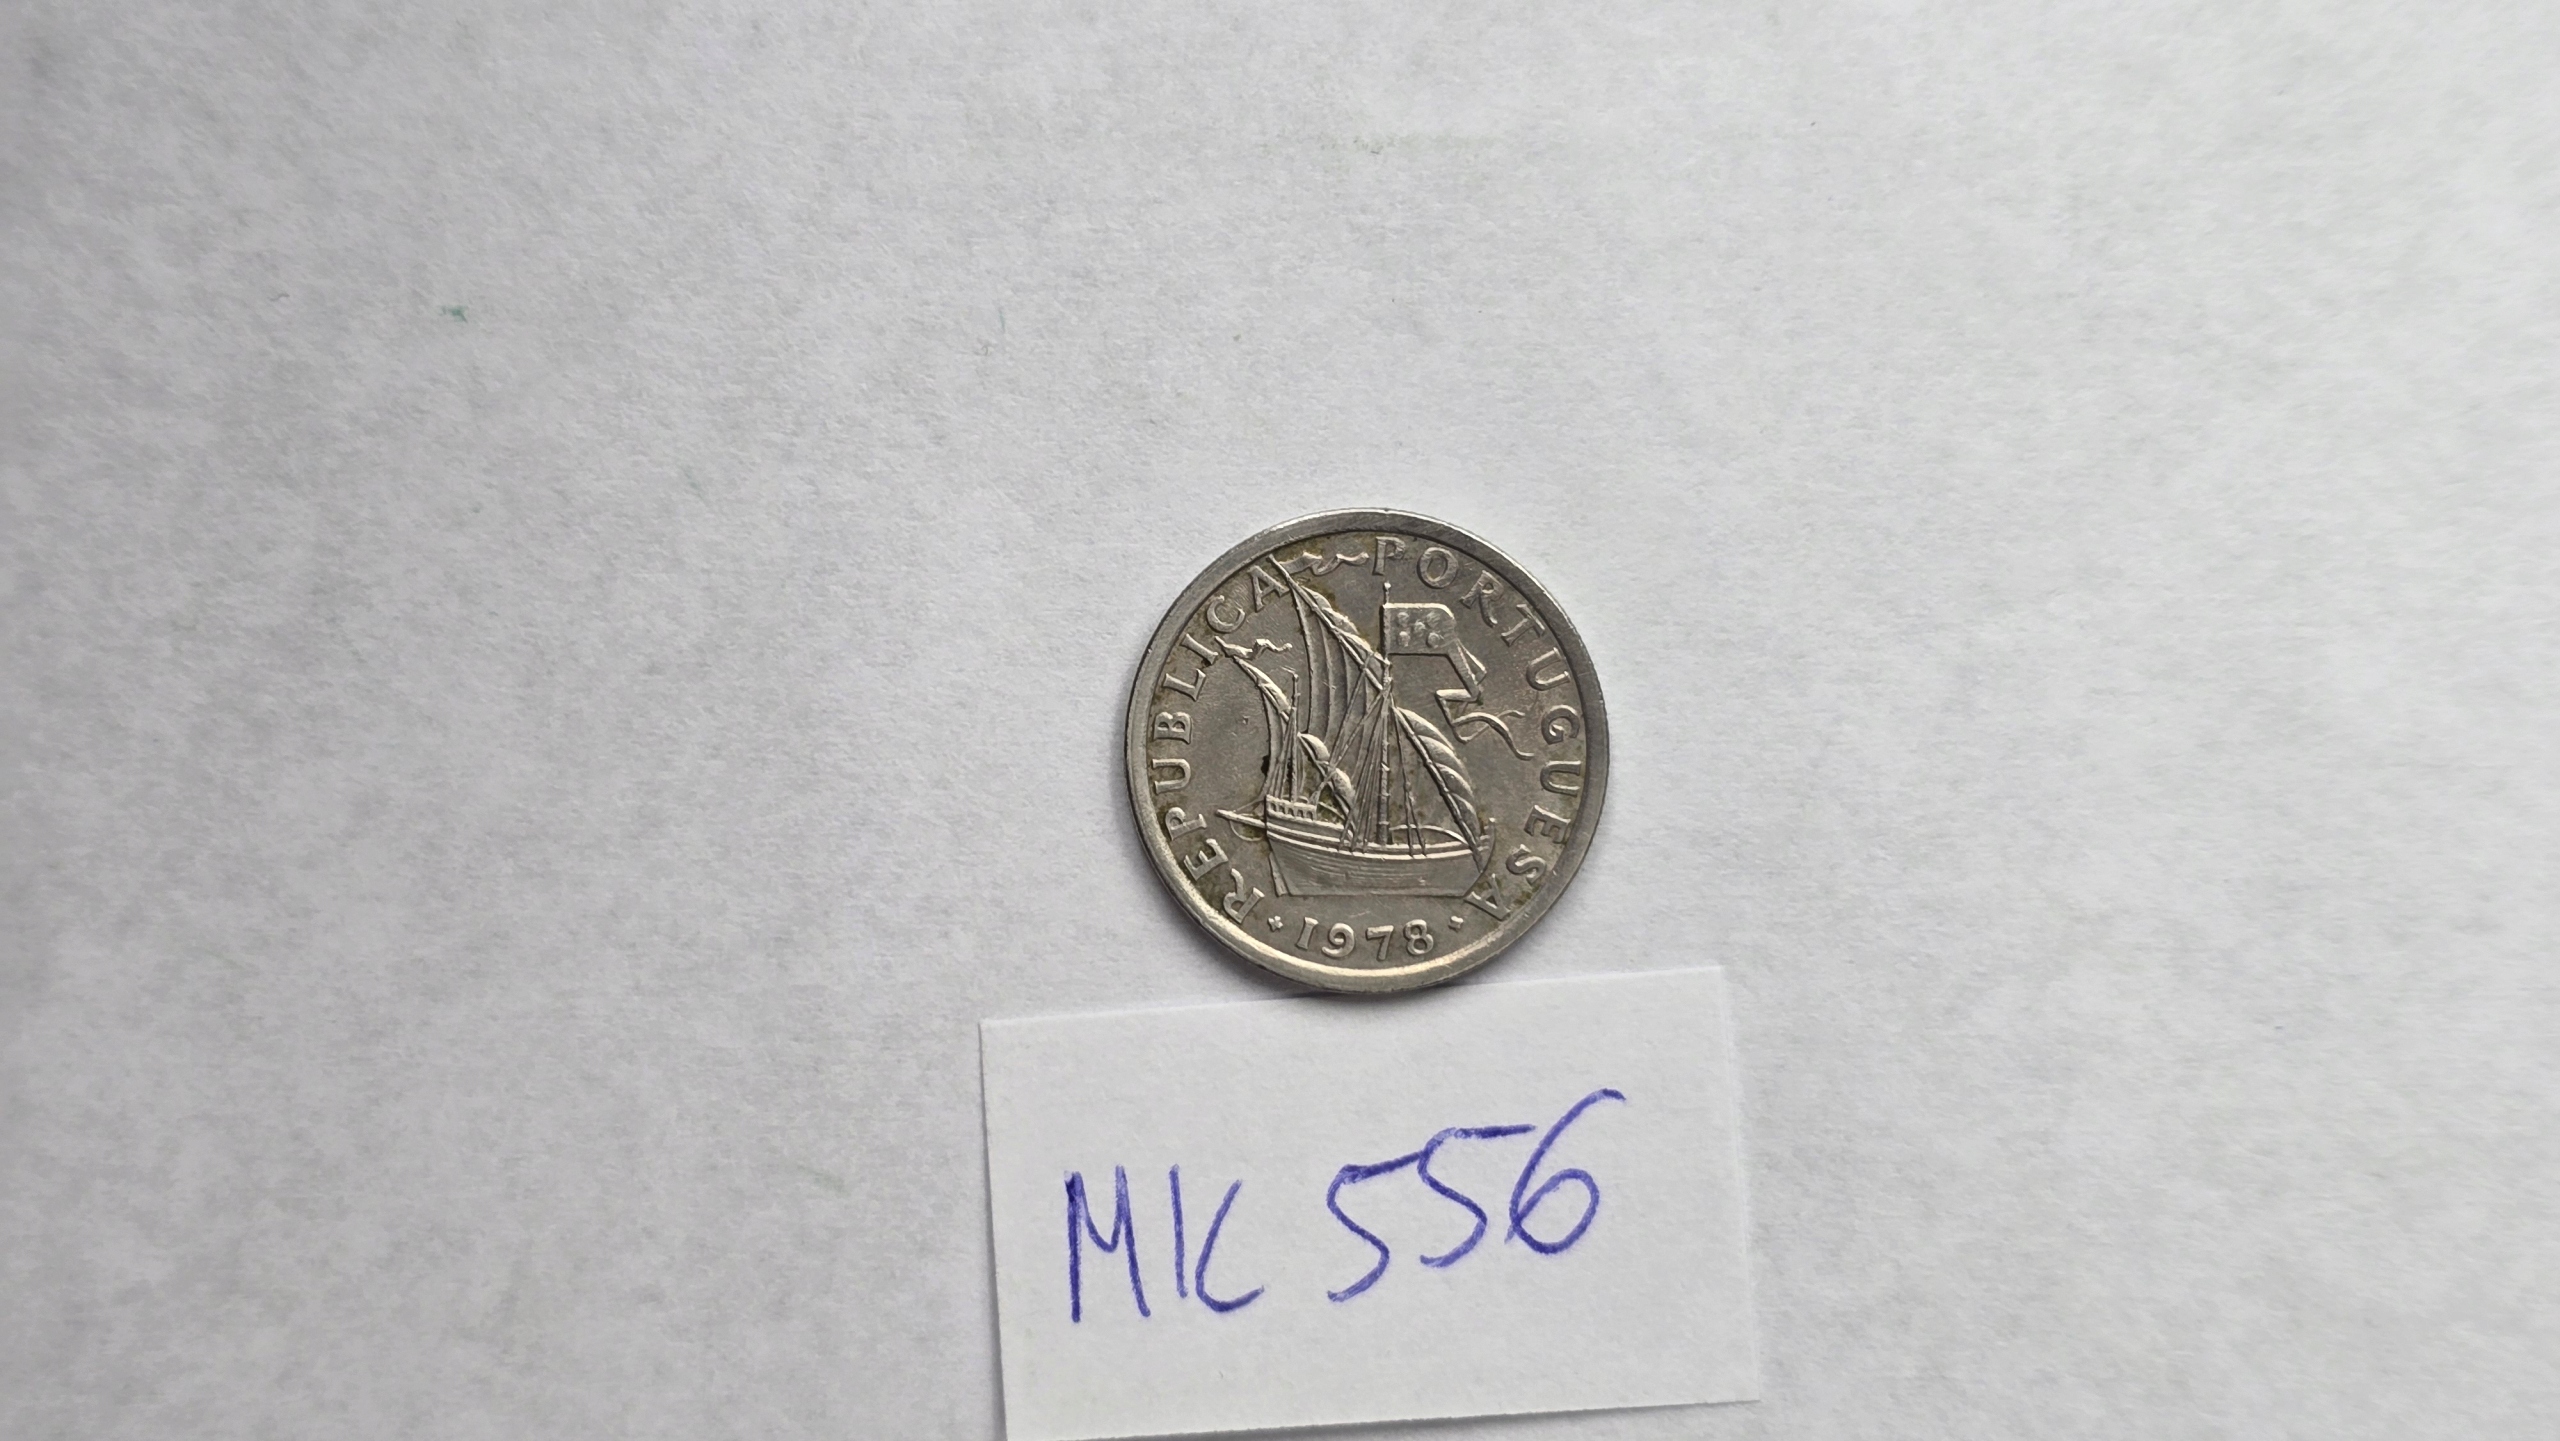 REPUBLICA PORTUGUESA
1978
MK 556